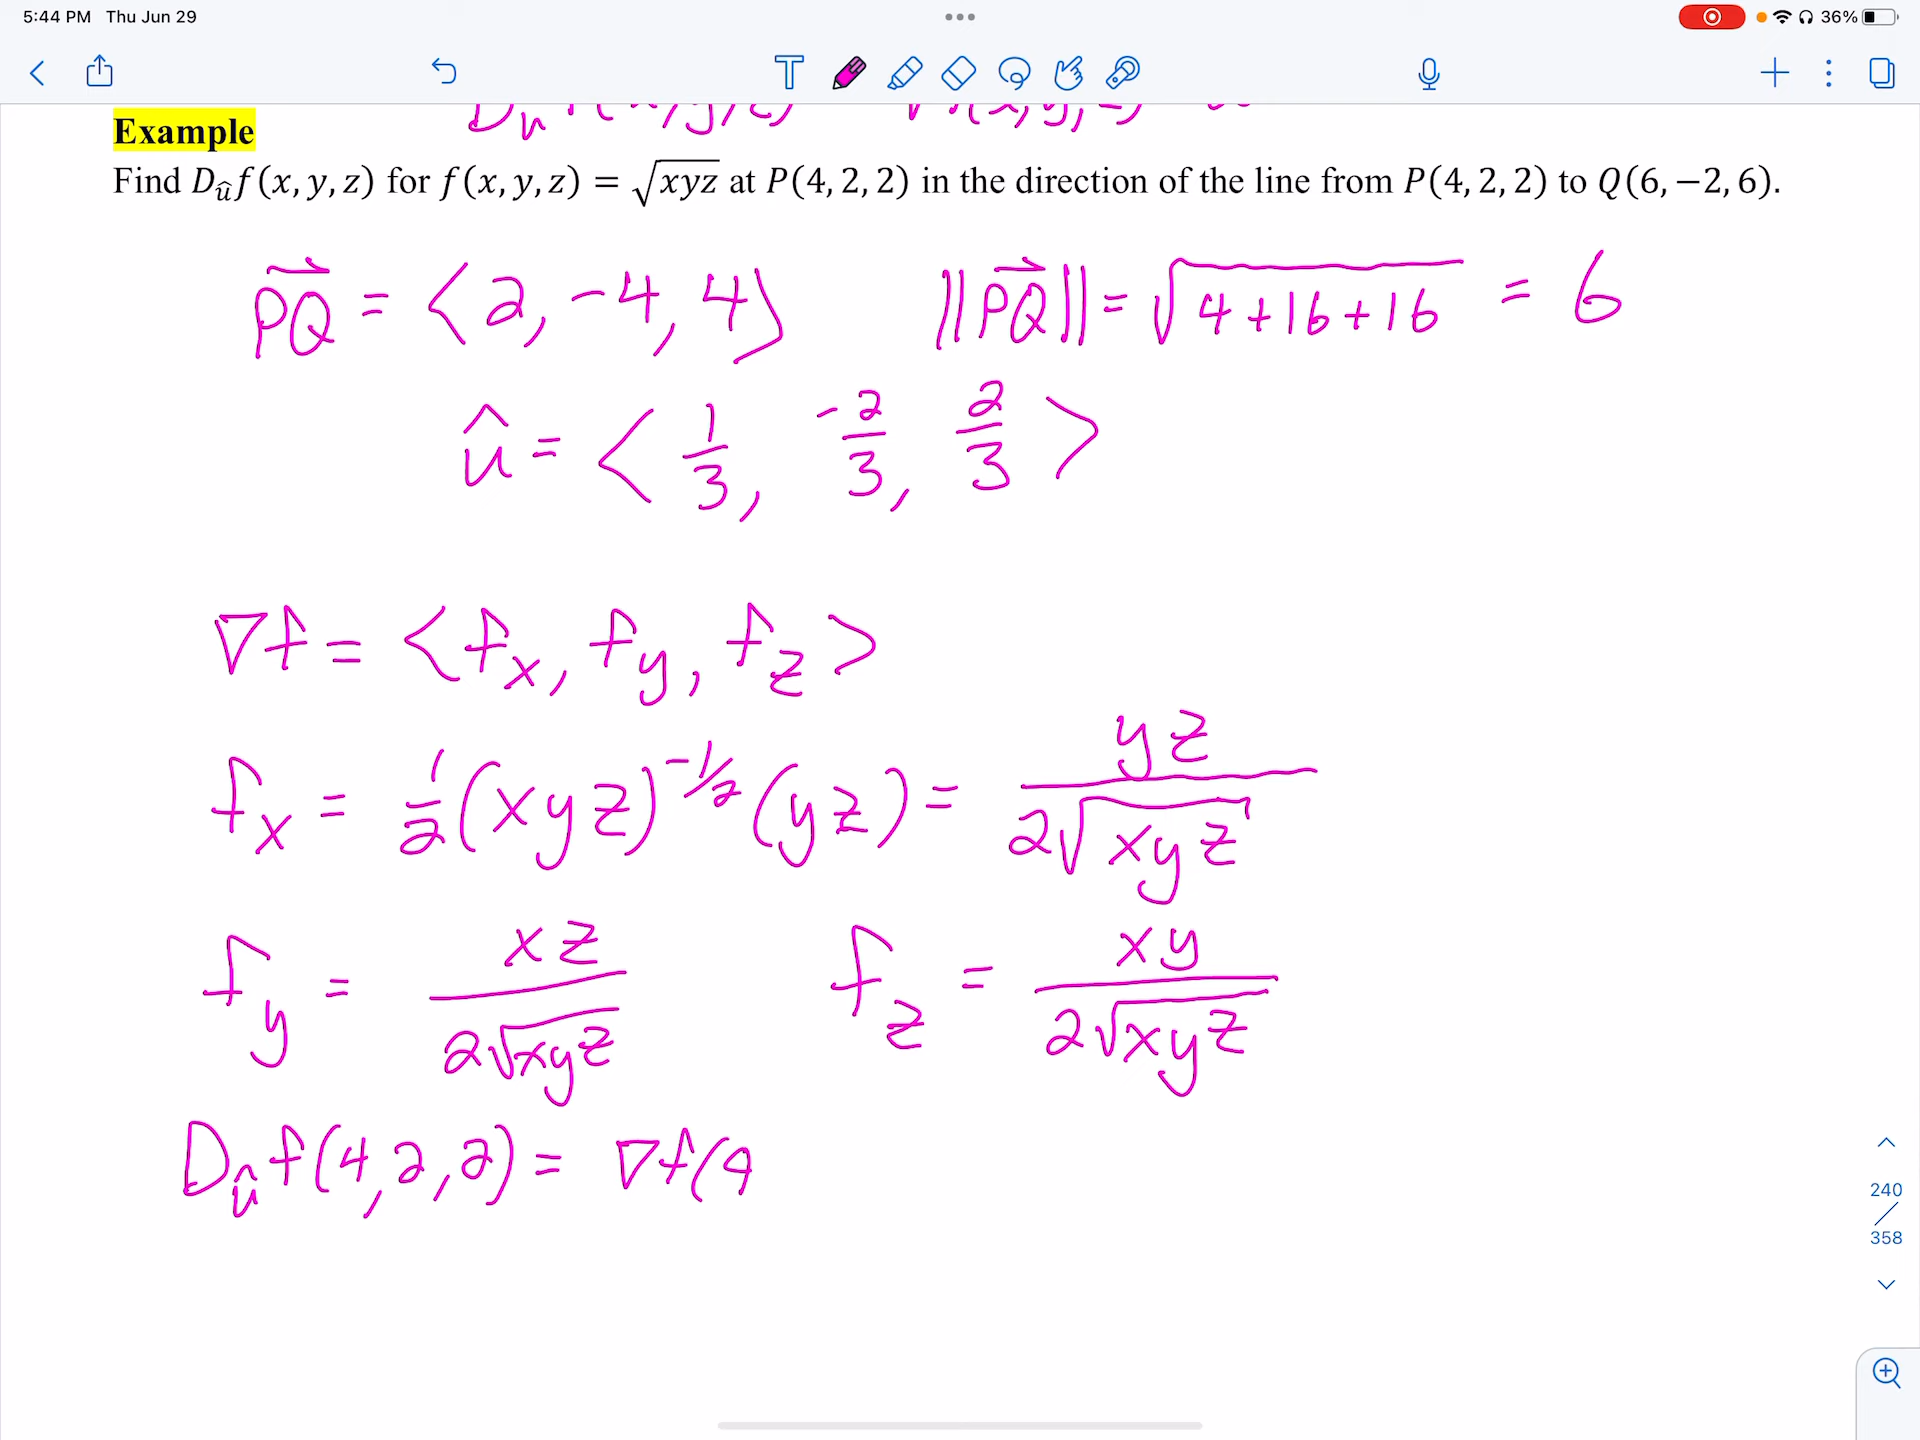 5:44 PM Thu Jun 29
36%
T
Example
Find D_û f(x, y, z) for f(x, y, z) = √xyz at P(4, 2, 2) in the direction of the line from P(4, 2, 2) to Q(6, −2, 6).
PQ⃗ = ⟨2, -4, 4⟩ ||PQ⃗|| = √4+16+16 = 6
û = < 1/3, -2/3, 2/3 >
∇f = <f_x, f_y, f_z>
f_x = 1/2 (xyz)^-1/2 (yz) = yz / 2√xyz
f_y = xz / 2√xyz f_z = xy / 2√xyz
D_û f(4,2,2) = ∇f(4
240
/
358